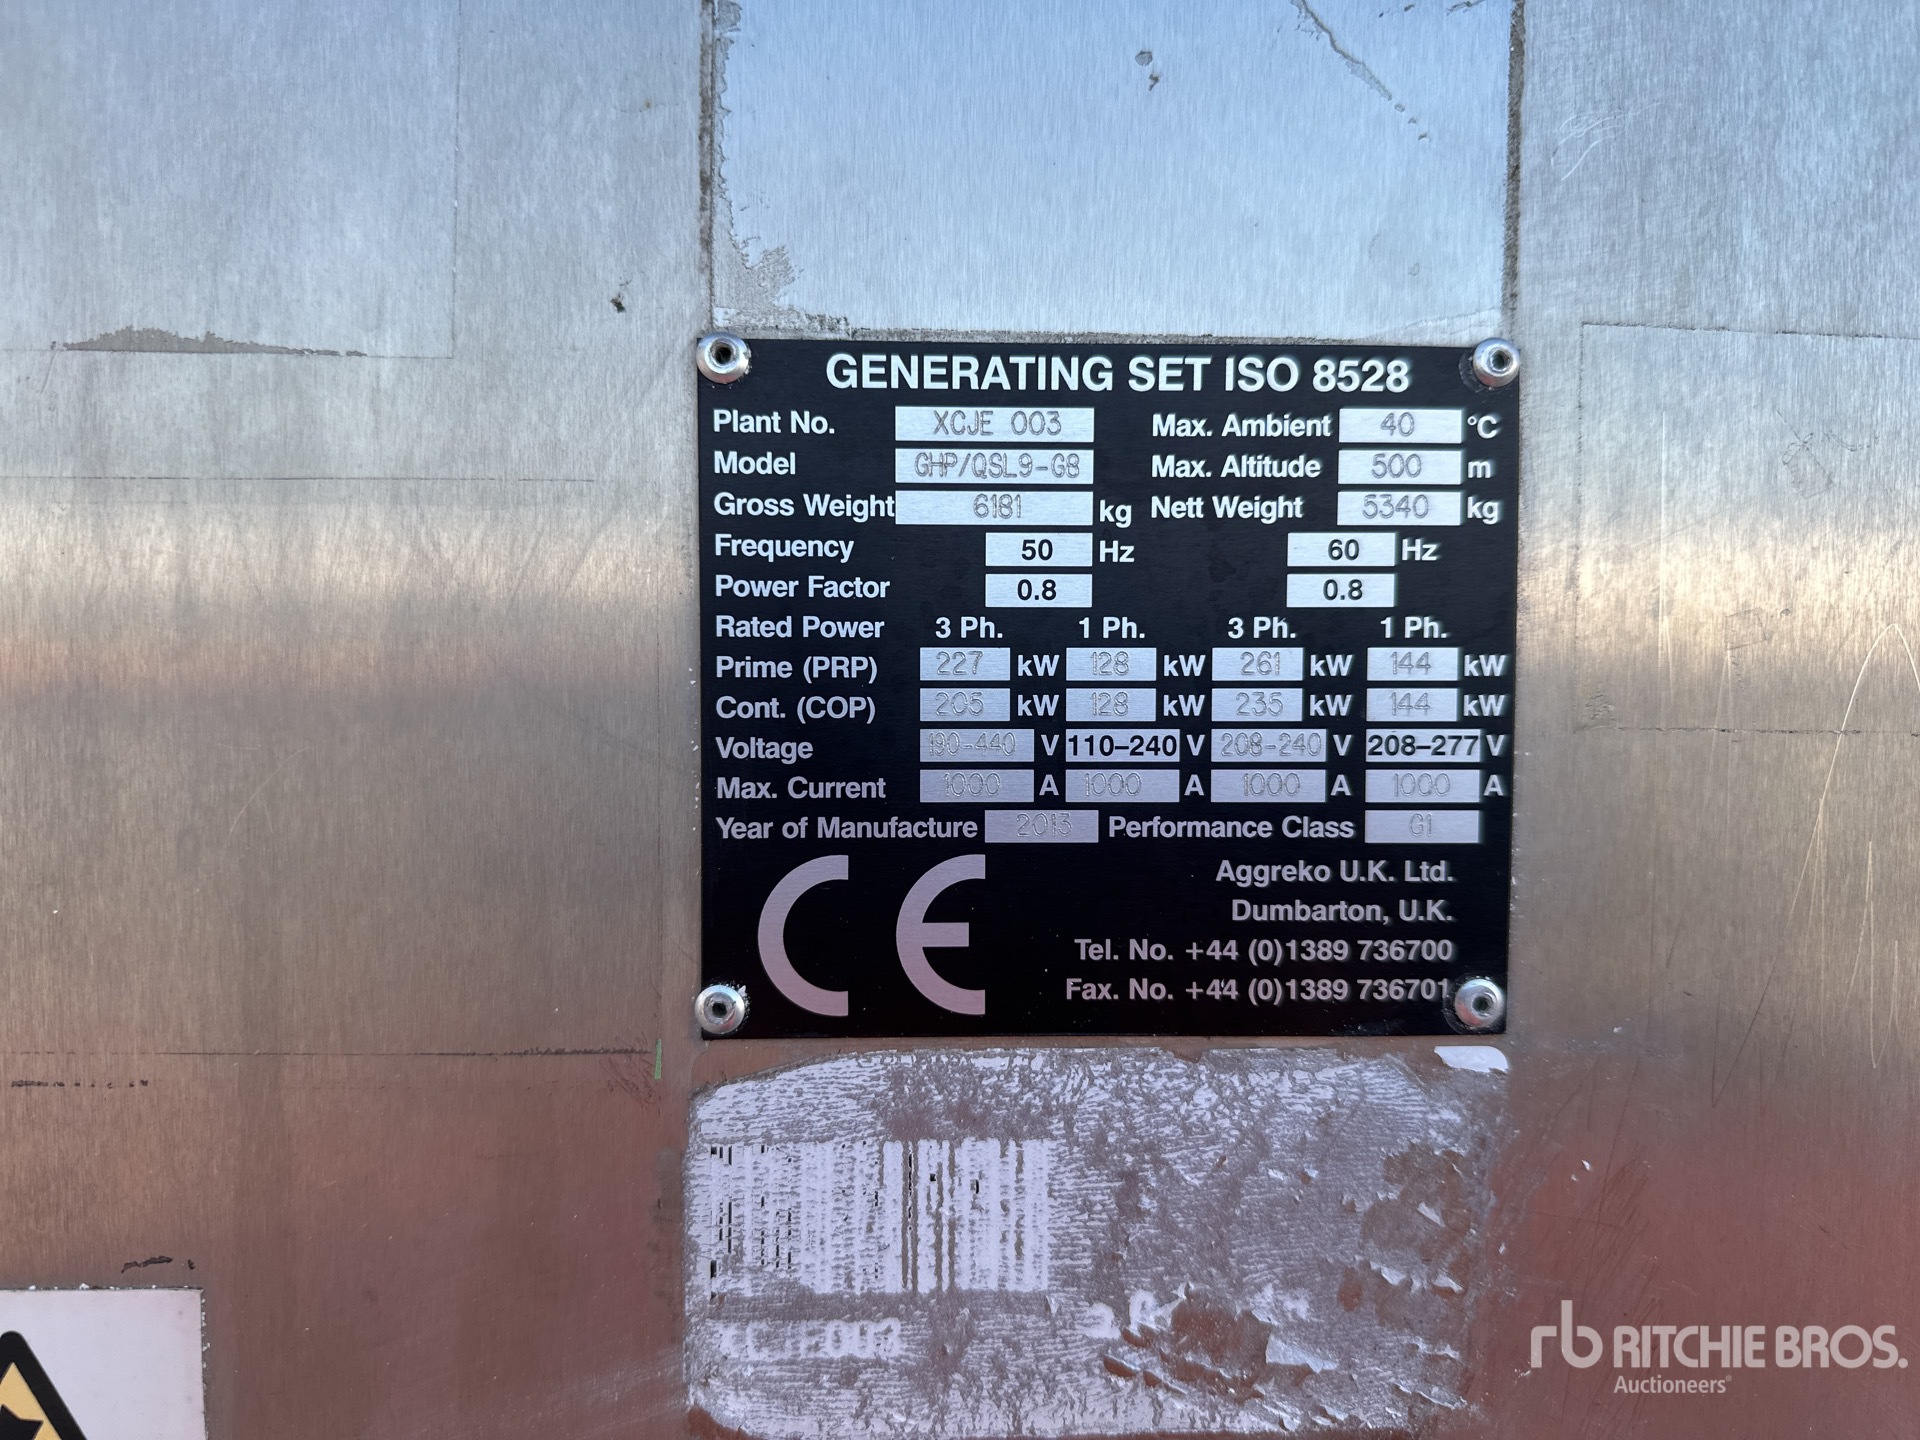 GENERATING SET ISO 8528
Plant No. XCJE 003 Max. Ambient 40 °C
Model GHP/QSL9-G8 Max. Altitude 500 m
Gross Weight 6181 kg Nett Weight 5340 kg
Frequency 50 Hz 60 Hz
Power Factor 0.8 0.8
Rated Power 3 Ph. 1 Ph. 3 Ph. 1 Ph.
Prime (PRP) 227 kW 128 kW 261 kW 144 kW
Cont. (COP) 205 kW 128 kW 235 kW 144 kW
Voltage 190-440 V 110–240 V 208-240 V 208–277 V
Max. Current 1000 A 1000 A 1000 A 1000 A
Year of Manufacture 2013 Performance Class G1
CE
Aggreko U.K. Ltd.
Dumbarton, U.K.
Tel. No. +44 (0)1389 736700
Fax. No. +44 (0)1389 736701
XCJE003
rb RITCHIE BROS.
Auctioneers